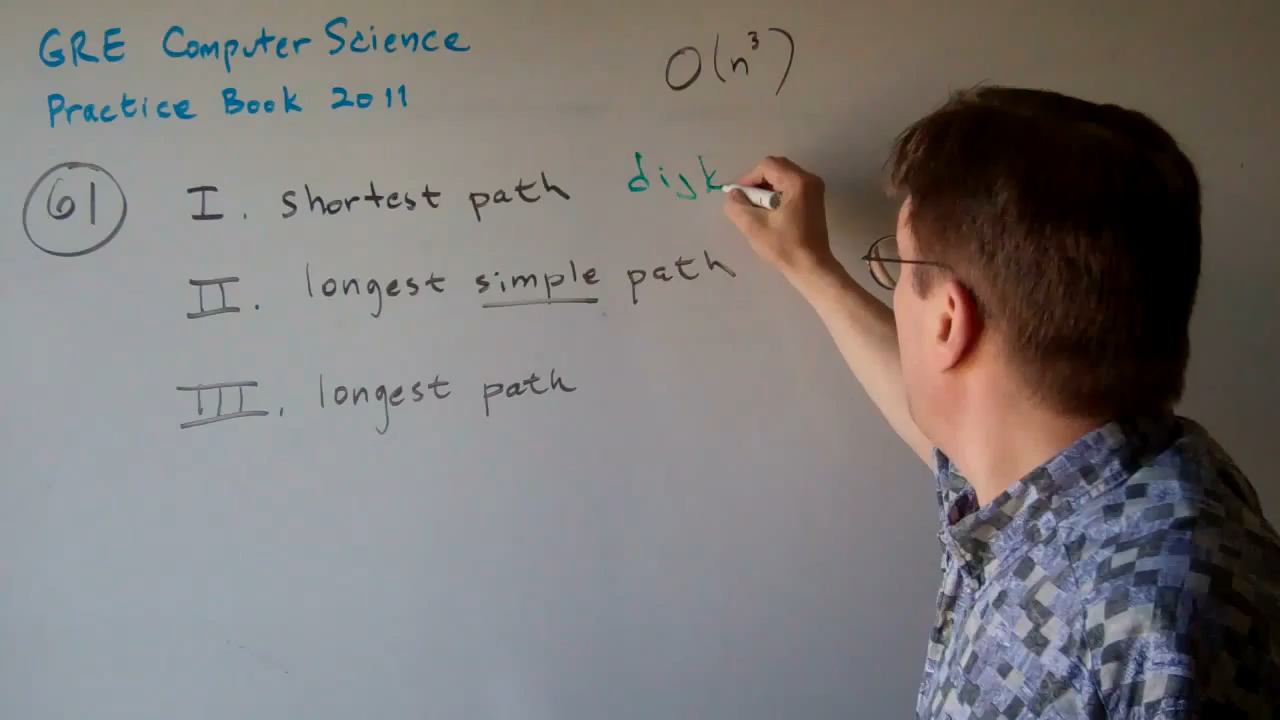 GRE Computer Science
Practice Book 2011
O(n³)
61
I. shortest path dijk
II. longest simple path
III. longest path